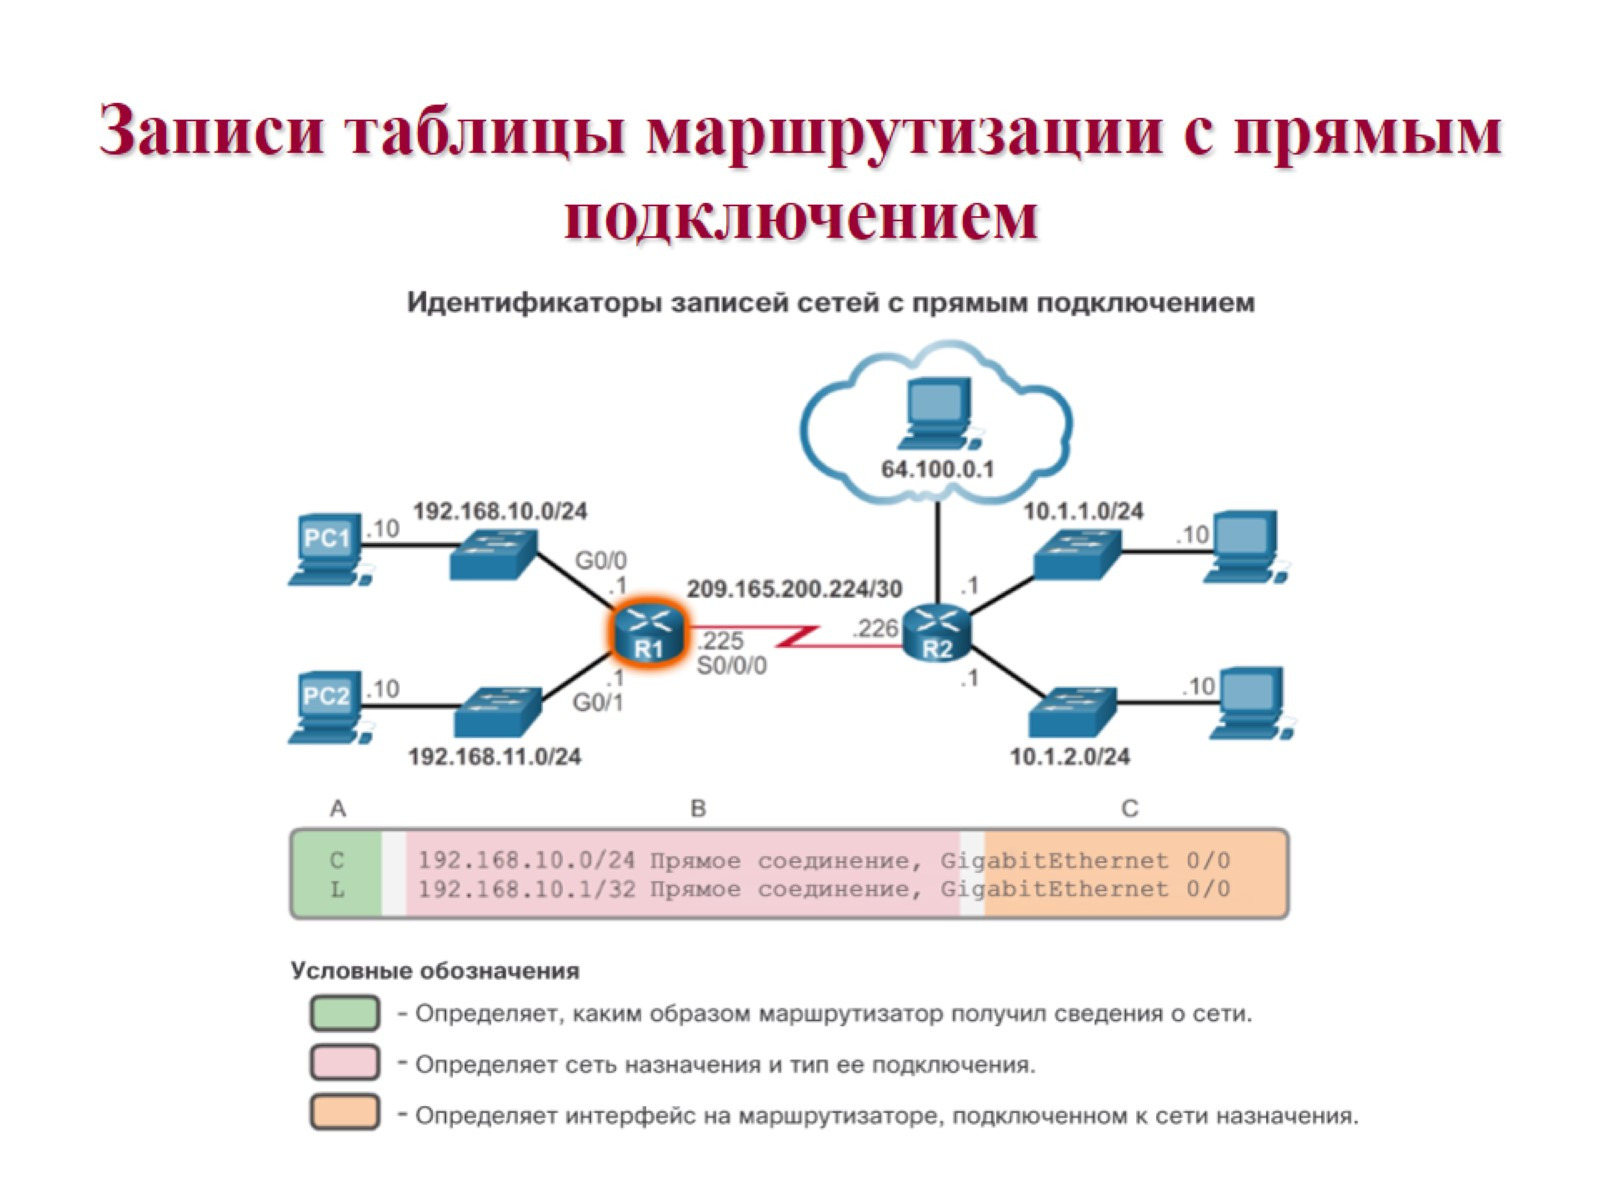 Записи таблицы маршрутизации с прямым
подключением
Идентификаторы записей сетей с прямым подключением
64.100.0.1
192.168.10.0/24
10.1.1.0/24
PC1
.10
.10
G0/0
.1
209.165.200.224/30
.1
R1
.225
S0/0/0
.226
R2
PC2
.10
.1
G0/1
.1
.10
192.168.11.0/24
10.1.2.0/24
A B C
C 192.168.10.0/24 Прямое соединение, GigabitEthernet 0/0
L 192.168.10.1/32 Прямое соединение, GigabitEthernet 0/0
Условные обозначения
- Определяет, каким образом маршрутизатор получил сведения о сети.
- Определяет сеть назначения и тип ее подключения.
- Определяет интерфейс на маршрутизаторе, подключенном к сети назначения.